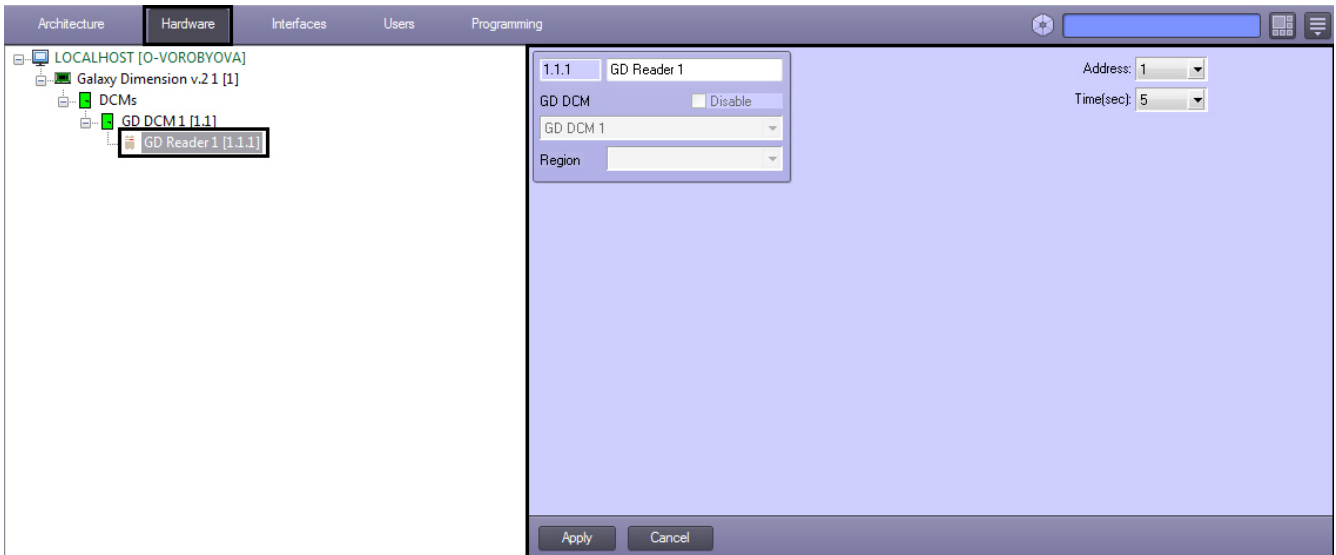 Architecture Hardware Interfaces Users Programming
LOCALHOST [O-VOROBYOVA]
Galaxy Dimension v.2 1 [1]
DCMs
GD DCM 1 [1.1]
GD Reader 1 [1.1.1]
1.1.1 GD Reader 1
GD DCM Disable
GD DCM 1
Region
Address: 1
Time(sec): 5
Apply Cancel